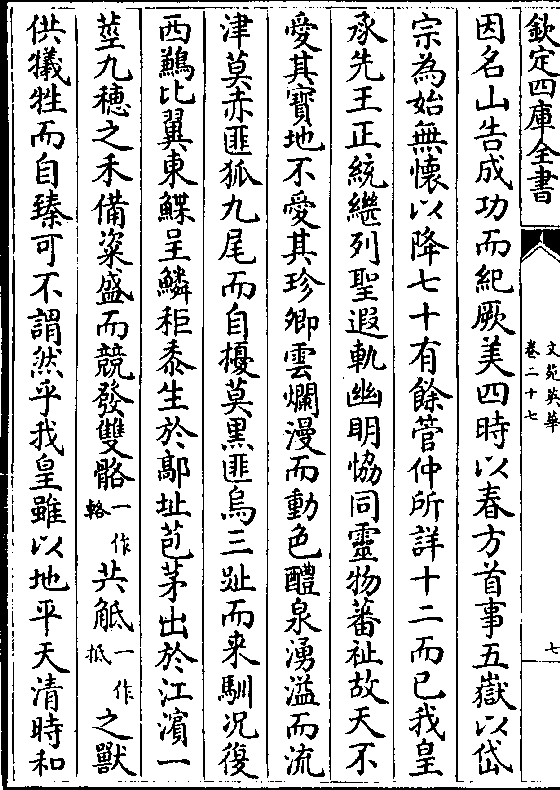 欽定四庫全書
文苑英華
卷二十七
七
因名山告成功而紀厥美四時以春方首事五嶽以岱
宗為始無懷以降七十有餘管仲所詳十二而已我皇
承先王正統繼列聖遐軌幽明恊同靈物蕃祉故天不
愛其寳地不愛其珍卿雲爛漫而動色醴泉湧溢而流
津莫赤匪狐九尾而自擾莫黒匪烏三趾而来馴况復
西鶼比翼東鰈呈鱗秬黍生於鄗址苞茅出於江濵一
莖九穗之禾備粢盛而競發雙骼一作輅共觝一作抵之獸
供犧牲而自臻可不謂然乎我皇雖以地平天清時和